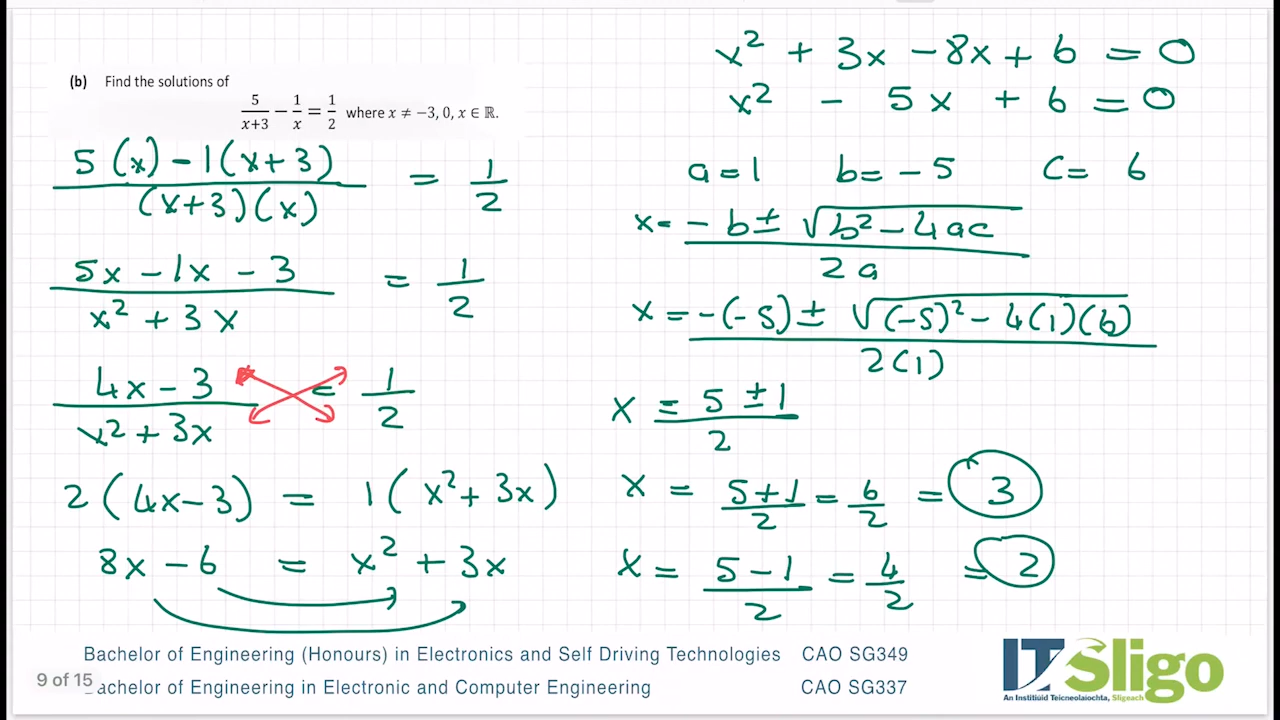 (b) Find the solutions of
5/(x+3) − 1/x = 1/2 where x ≠ −3, 0, x ∈ ℝ.
(5(x) − 1(x+3))/((x+3)(x)) = 1/2
(5x − 1x − 3)/(x² + 3x) = 1/2
(4x − 3)/(x² + 3x) = 1/2
2(4x − 3) = 1(x² + 3x)
8x − 6 = x² + 3x
x² + 3x − 8x + 6 = 0
x² − 5x + 6 = 0
a = 1 b = −5 c = 6
x = (−b ± √(b² − 4ac))/(2a)
x = (−(−5) ± √((−5)² − 4(1)(6)))/(2(1))
x = (5 ± 1)/2
x = (5+1)/2 = 6/2 = 3
x = (5−1)/2 = 4/2 = 2
Bachelor of Engineering (Honours) in Electronics and Self Driving Technologies CAO SG349
9 of 15
achelor of Engineering in Electronic and Computer Engineering CAO SG337
IT Sligo
An Institiúid Teicneolaíochta, Sligeach